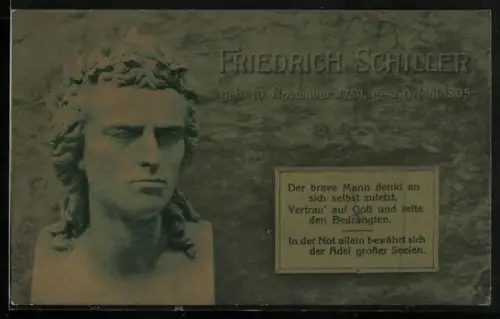 FRIEDRICH SCHILLER
geb. 10. November 1759, gest. 9. Mai 1805
Der brave Mann denkt an
sich selbst zuletzt,
Vertrau' auf Gott und rette
den Bedrängten.
In der Not allein bewährt sich
der Adel großer Seelen.